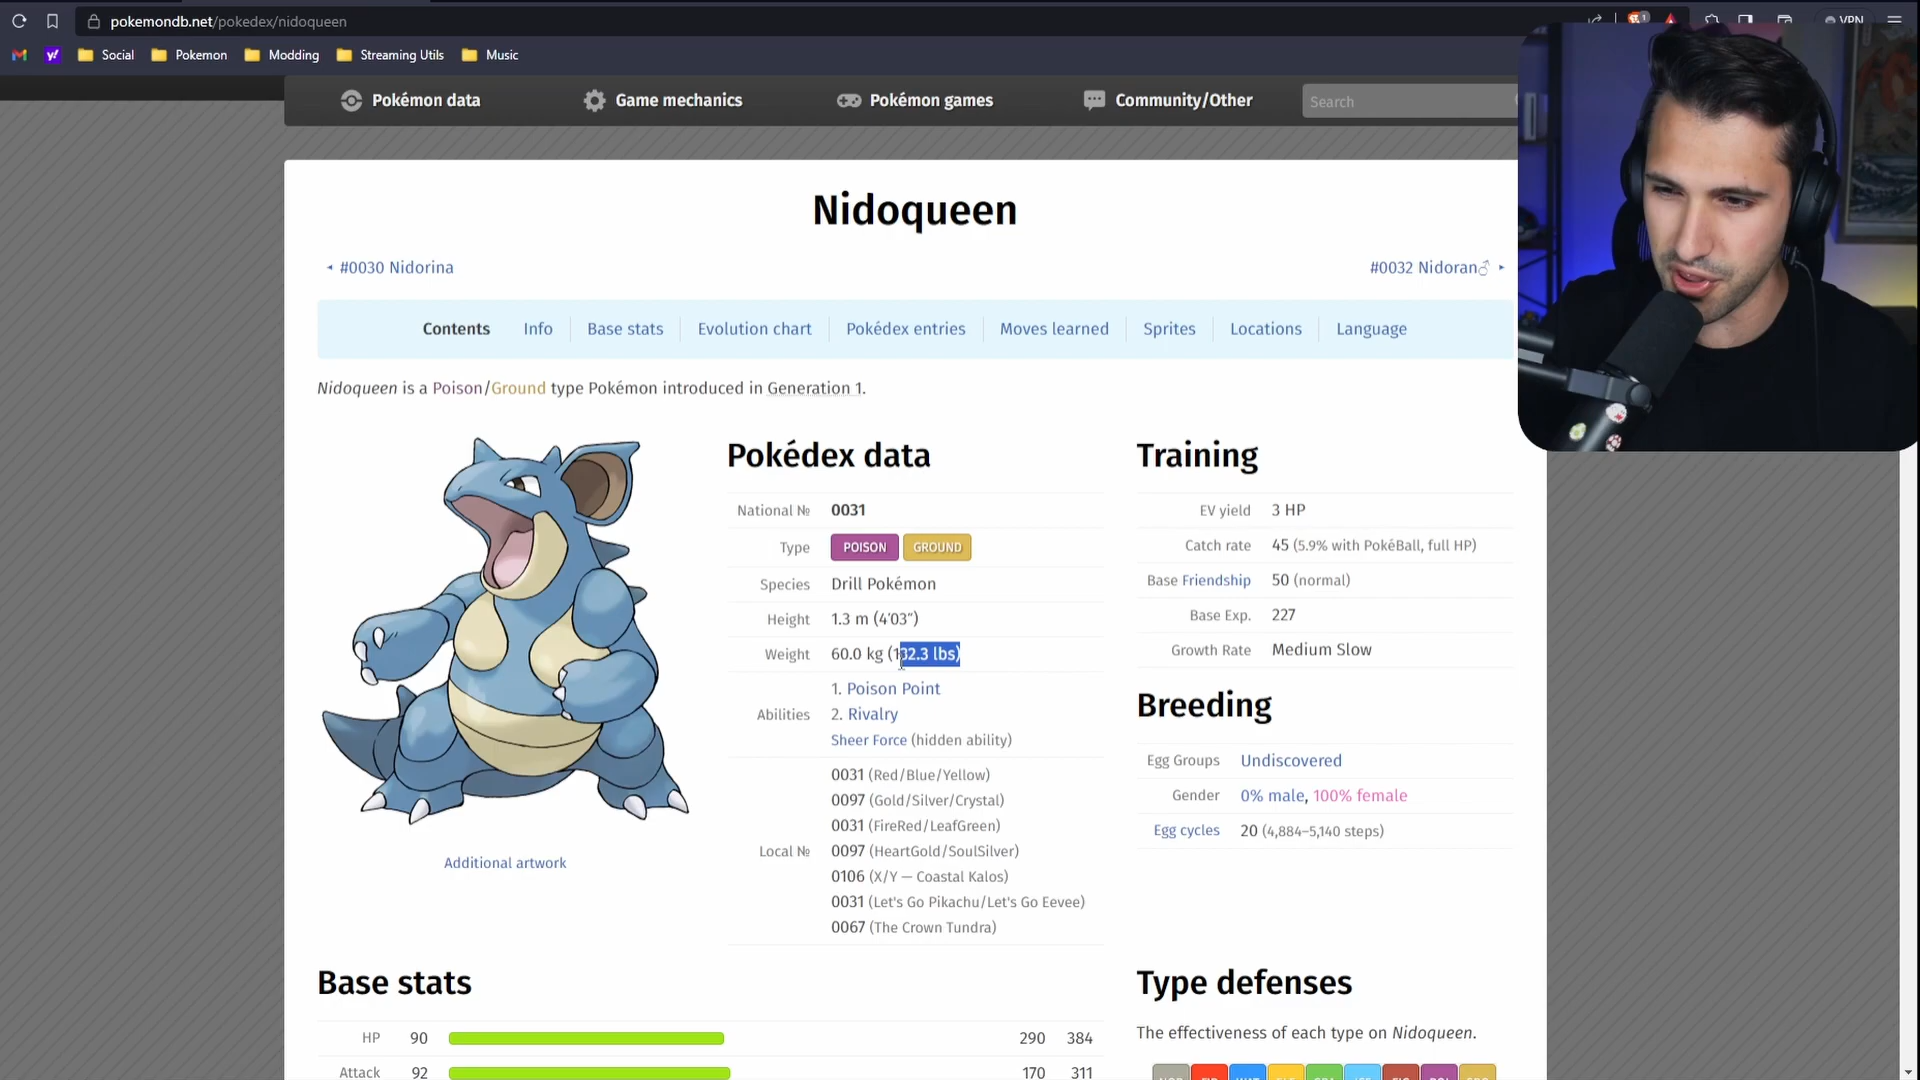 pokemondb.net/pokedex/nidoqueen
1
VPN
Social
Pokemon
Modding
Streaming Utils
Music
Pokémon data
Game mechanics
Pokémon games
Community/Other
Search
Nidoqueen
◂ #0030 Nidorina
#0032 Nidoran♂ ▸
Contents
Info
Base stats
Evolution chart
Pokédex entries
Moves learned
Sprites
Locations
Language
Nidoqueen is a Poison/Ground type Pokémon introduced in Generation 1.
Additional artwork
Pokédex data
National № 0031
Type POISON GROUND
Species Drill Pokémon
Height 1.3 m (4′03″)
Weight 60.0 kg (132.3 lbs)
Abilities
1. Poison Point
2. Rivalry
Sheer Force (hidden ability)
Local №
0031 (Red/Blue/Yellow)
0097 (Gold/Silver/Crystal)
0031 (FireRed/LeafGreen)
0097 (HeartGold/SoulSilver)
0106 (X/Y — Coastal Kalos)
0031 (Let's Go Pikachu/Let's Go Eevee)
0067 (The Crown Tundra)
Training
EV yield 3 HP
Catch rate 45 (5.9% with PokéBall, full HP)
Base Friendship 50 (normal)
Base Exp. 227
Growth Rate Medium Slow
Breeding
Egg Groups Undiscovered
Gender 0% male, 100% female
Egg cycles 20 (4,884–5,140 steps)
Base stats
HP 90 290 384
Attack 92 170 311
Type defenses
The effectiveness of each type on Nidoqueen.